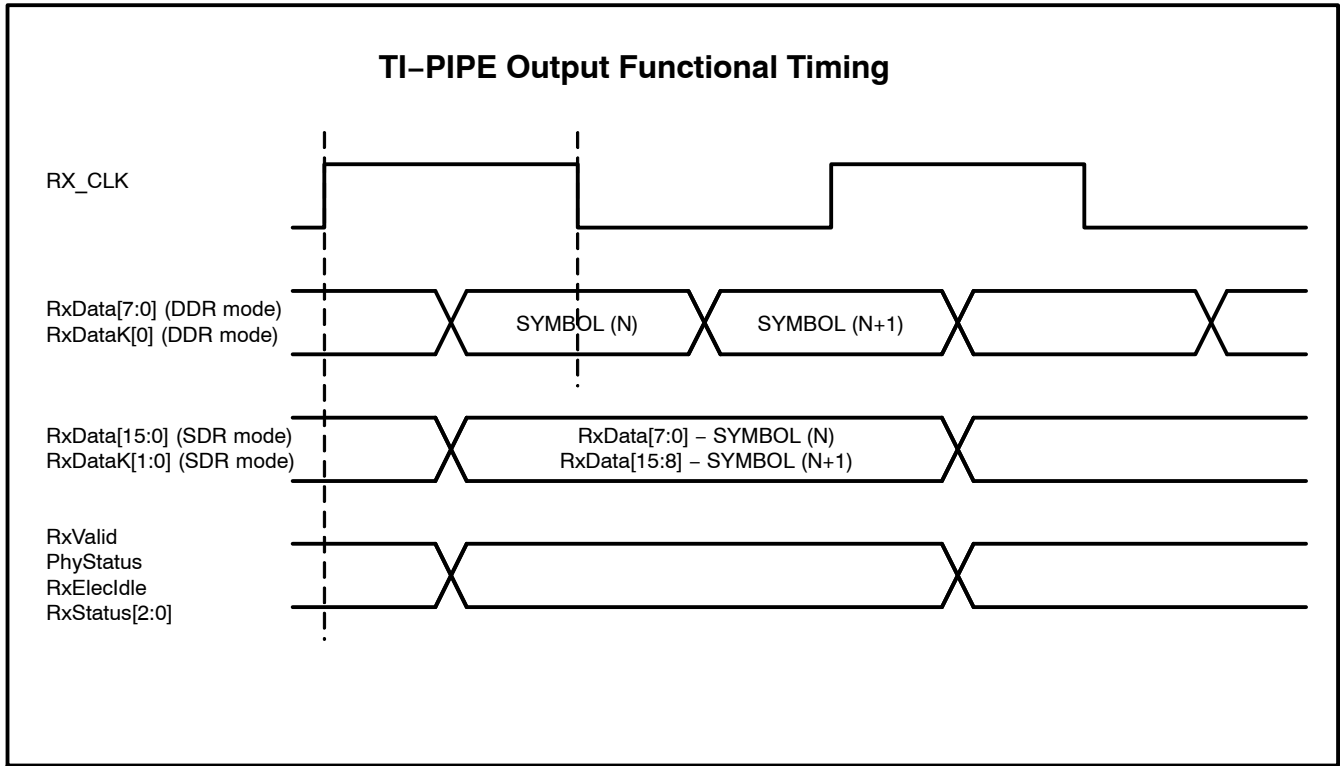 TI−PIPE Output Functional Timing
RX_CLK
RxData[7:0] (DDR mode)
RxDataK[0] (DDR mode)
SYMBOL (N)
SYMBOL (N+1)
RxData[15:0] (SDR mode)
RxDataK[1:0] (SDR mode)
RxData[7:0] − SYMBOL (N)
RxData[15:8] − SYMBOL (N+1)
RxValid
PhyStatus
RxElecIdle
RxStatus[2:0]